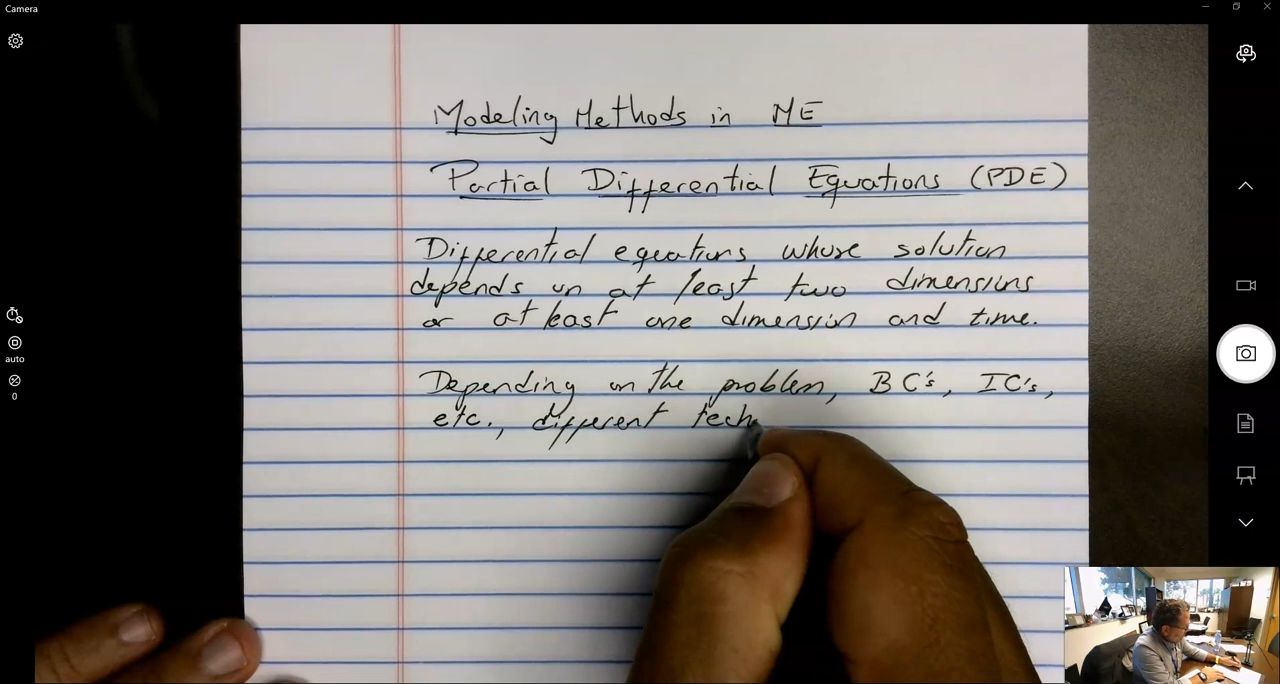 Camera
Modeling Methods in ME
Partial Differential Equations (PDE)
Differential equations whose solution
depends on at least two dimensions
or at least one dimension and time.
Depending on the problem, BC's, IC's,
etc., different tech
auto
0